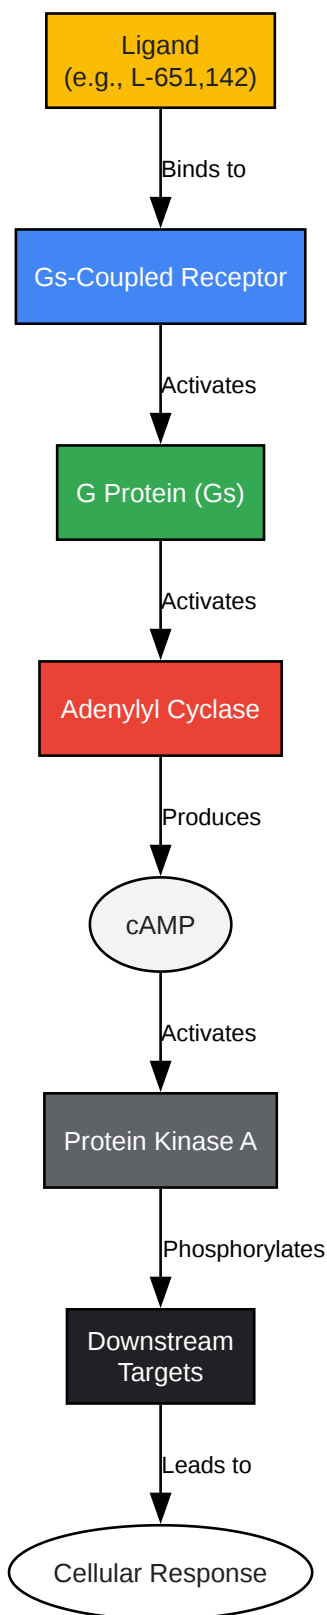 Ligand
(e.g., L-651,142)
Binds to
Gs-Coupled Receptor
Activates
G Protein (Gs)
Activates
Adenylyl Cyclase
Produces
cAMP
Activates
Protein Kinase A
Phosphorylates
Downstream
Targets
Leads to
Cellular Response